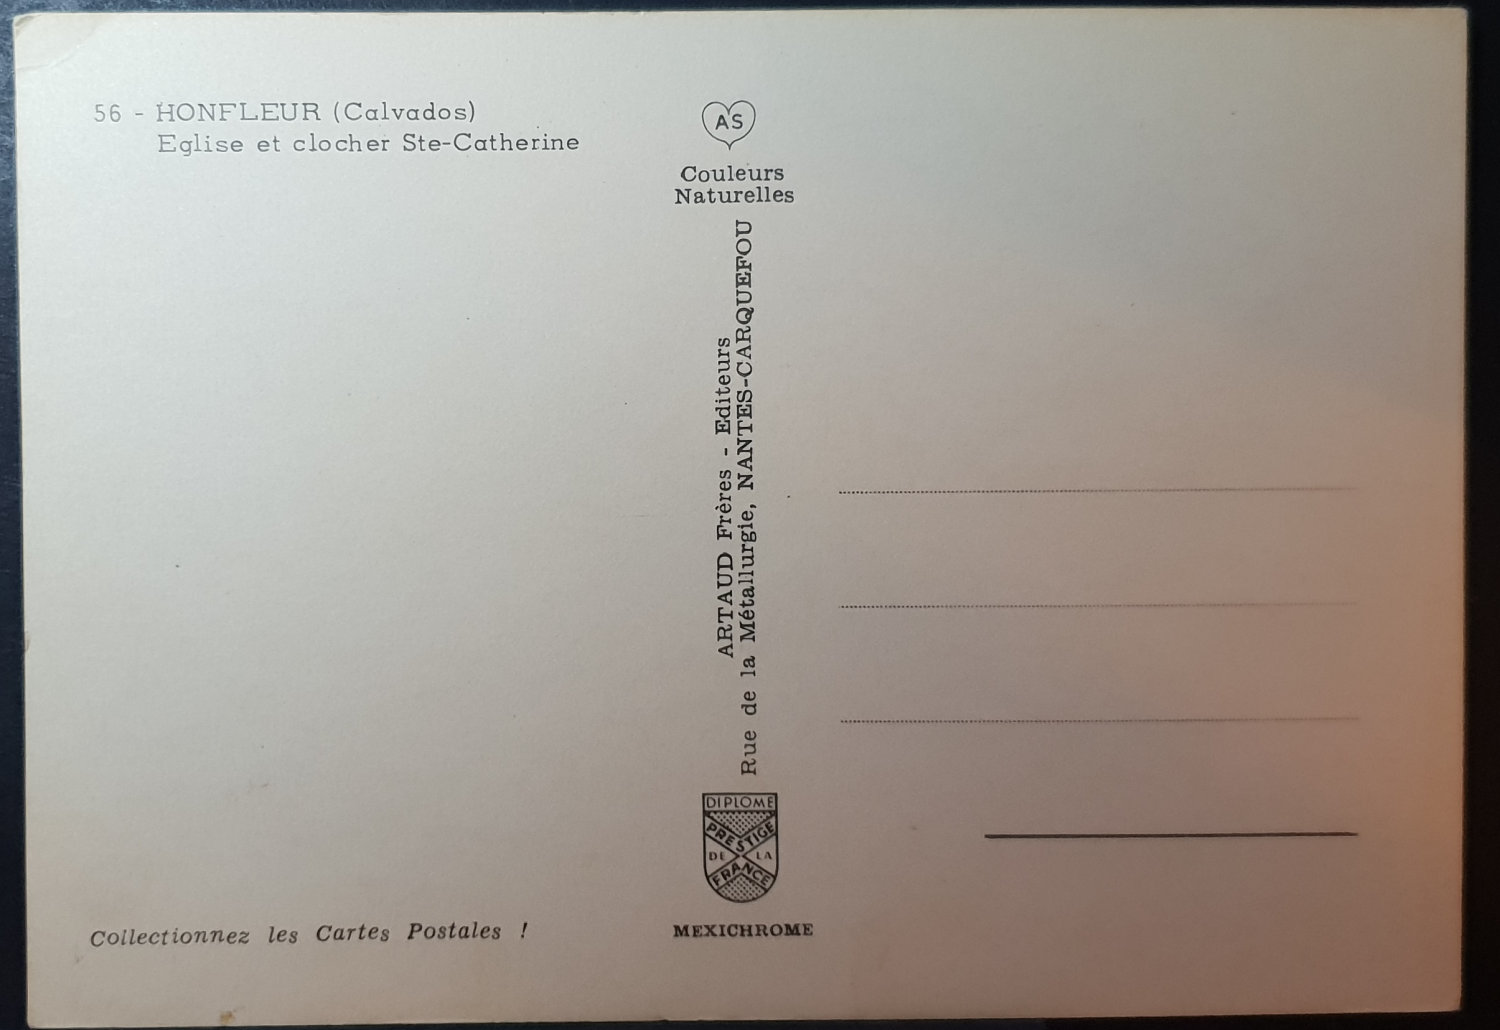 56 - HONFLEUR (Calvados)
Eglise et clocher Ste-Catherine
AS
Couleurs
Naturelles
ARTAUD Frères - Editeurs
Rue de la Métallurgie, NANTES-CARQUEFOU
DIPLOME
PRESTIGE
DE LA
FRANCE
MEXICHROME
Collectionnez les Cartes Postales !